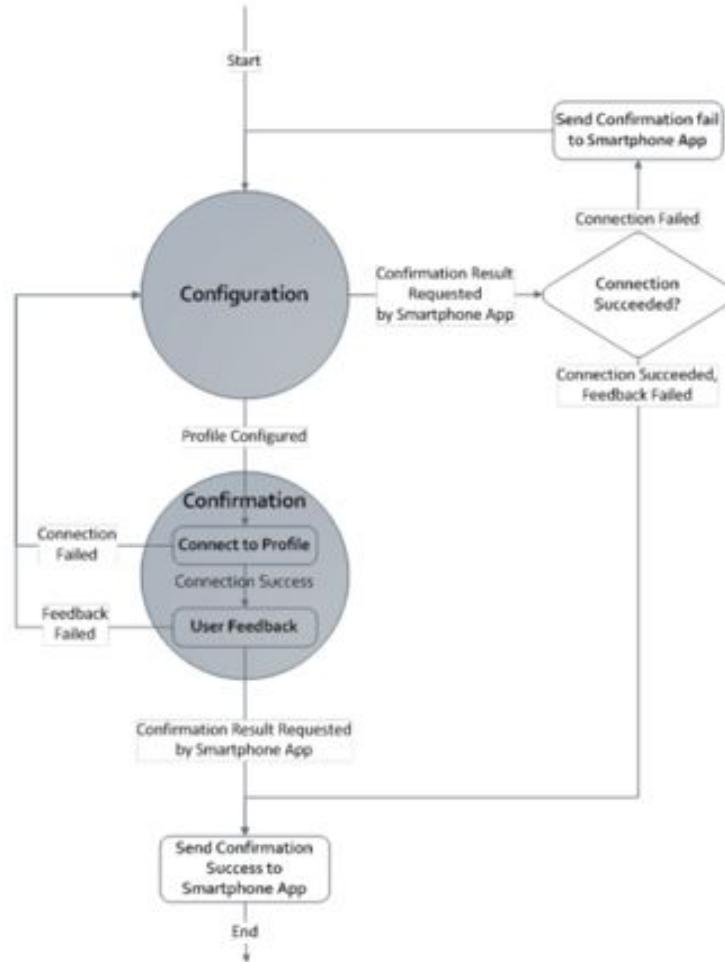 Start
Send Confirmation fail
to Smartphone App
Connection Failed
Configuration
Confirmation Result
Requested
by Smartphone App
Connection
Succeeded?
Connection Succeeded,
Feedback Failed
Profile Configured
Confirmation
Connection
Failed
Connect to Profile
Connection Success
Feedback
Failed
User Feedback
Confirmation Result Requested
by Smartphone App
Send Confirmation
Success to
Smartphone App
End